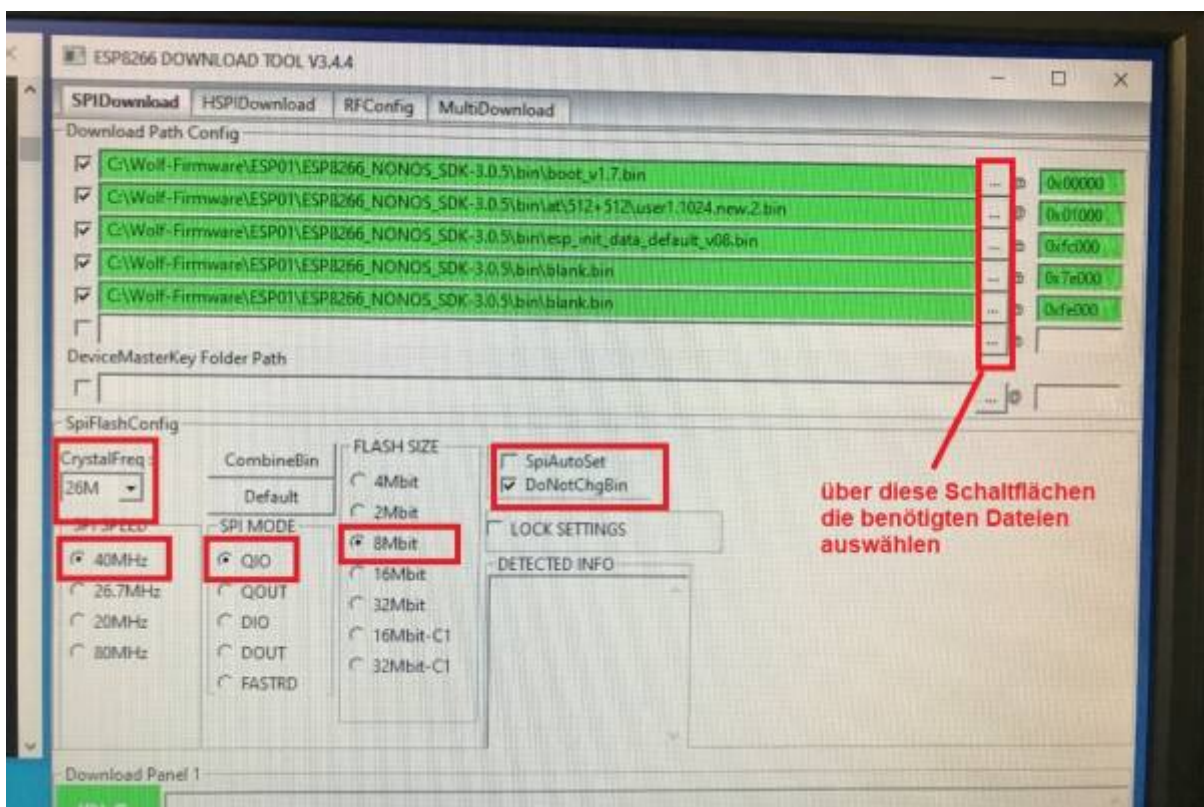 ESP8266 DOWNLOAD TOOL V3.4.4
SPIDownload HSPIDownload RFConfig MultiDownload
Download Path Config
C:\Wolf-Firmware\ESP01\ESP8266_NONOS_SDK-3.0.5\bin\boot_v1.7.bin ... @ 0x00000
C:\Wolf-Firmware\ESP01\ESP8266_NONOS_SDK-3.0.5\bin\at\512+512\user1.1024.new.2.bin ... @ 0x01000
C:\Wolf-Firmware\ESP01\ESP8266_NONOS_SDK-3.0.5\bin\esp_init_data_default_v08.bin ... @ 0xfc000
C:\Wolf-Firmware\ESP01\ESP8266_NONOS_SDK-3.0.5\bin\blank.bin ... @ 0x7e000
C:\Wolf-Firmware\ESP01\ESP8266_NONOS_SDK-3.0.5\bin\blank.bin ... @ 0xfe000
... @
DeviceMasterKey Folder Path
... @
SpiFlashConfig
CrystalFreq :
26M
CombineBin
Default
SPI SPEED
40MHz
26.7MHz
20MHz
80MHz
SPI MODE
QIO
QOUT
DIO
DOUT
FASTRD
FLASH SIZE
4Mbit
2Mbit
8Mbit
16Mbit
32Mbit
16Mbit-C1
32Mbit-C1
SpiAutoSet
DoNotChgBin
LOCK SETTINGS
DETECTED INFO
über diese Schaltflächen
die benötigten Dateien
auswählen
Download Panel 1